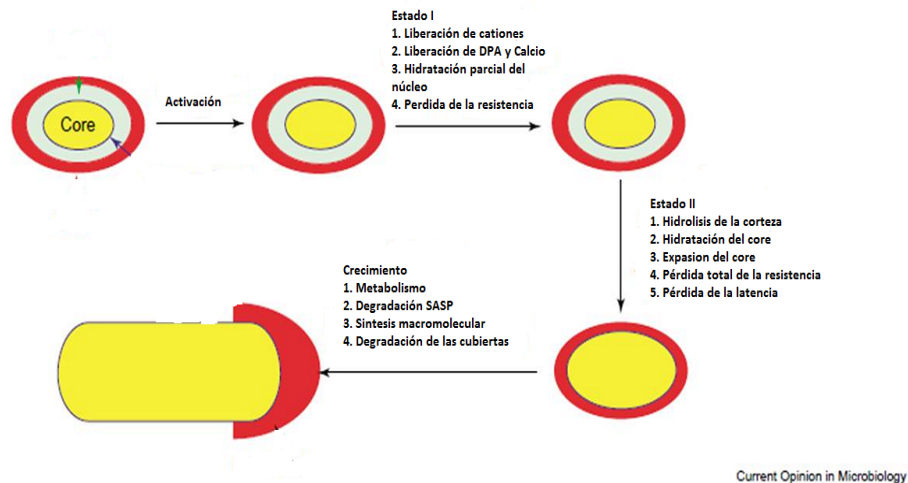 Estado I
1. Liberación de cationes
2. Liberación de DPA y Calcio
3. Hidratación parcial del
núcleo
4. Perdida de la resistencia
Activación
Core
Estado II
1. Hidrolisis de la corteza
2. Hidratación del core
3. Expasion del core
4. Pérdida total de la resistencia
5. Pérdida de la latencia
Crecimiento
1. Metabolismo
2. Degradación SASP
3. Sintesis macromolecular
4. Degradación de las cubiertas
Current Opinion in Microbiology